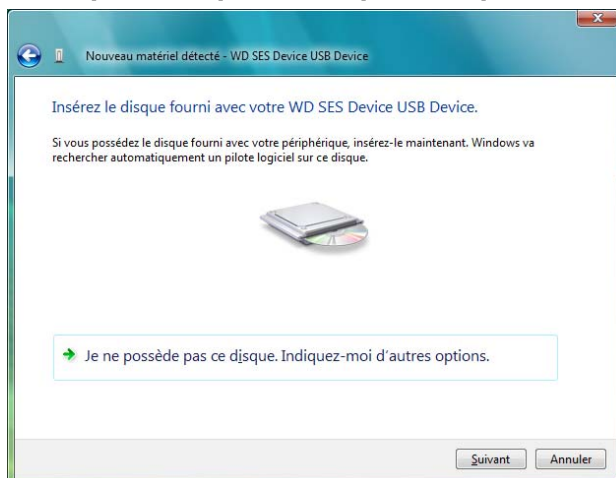 Nouveau matériel détecté - WD SES Device USB Device
Insérez le disque fourni avec votre WD SES Device USB Device.
Si vous possédez le disque fourni avec votre périphérique, insérez-le maintenant. Windows va
rechercher automatiquement un pilote logiciel sur ce disque.
Je ne possède pas ce disque. Indiquez-moi d'autres options.
Suivant Annuler